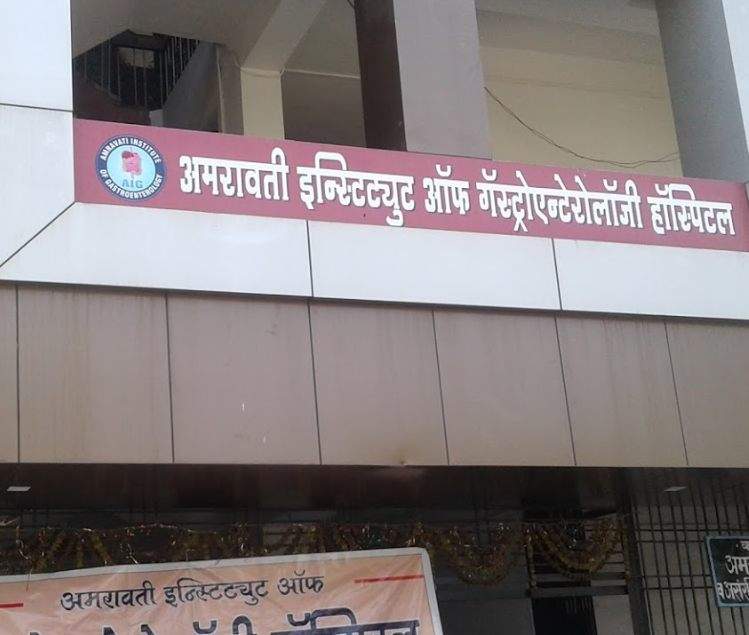 AMRAVATI INSTITUTE
OF GASTROENTEROLOGY
AIG
अमरावती इन्स्टिट्युट ऑफ गॅस्ट्रोएन्टेरोलॉजी हॉस्पिटल
अमरावती इन्स्टिट्युट ऑफ